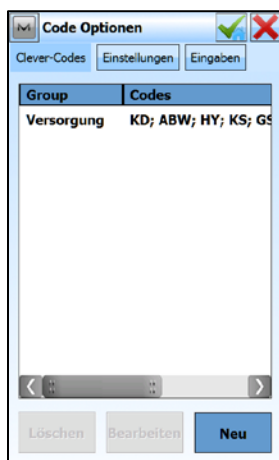 Code Optionen
Clever-Codes Einstellungen Eingaben
Group Codes
Versorgung KD; ABW; HY; KS; GS
Löschen Bearbeiten Neu